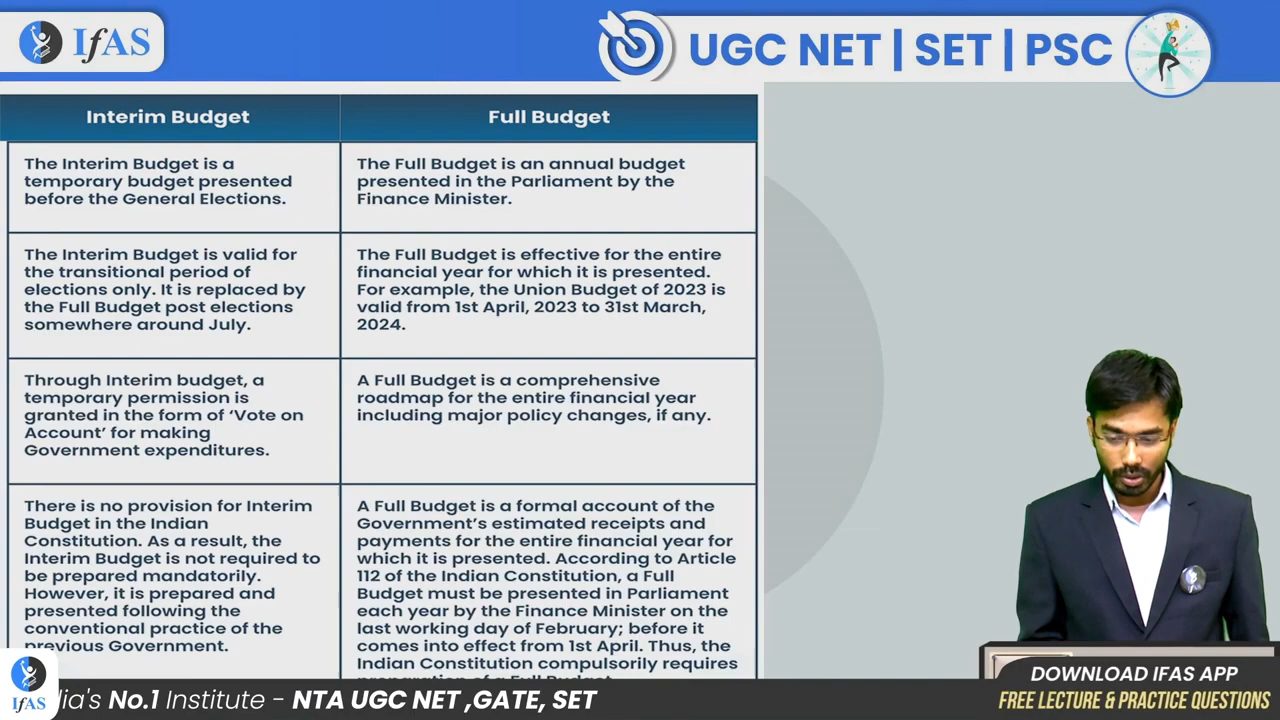 IfAS
UGC NET | SET | PSC
Interim Budget
Full Budget
The Interim Budget is a
temporary budget presented
before the General Elections.
The Full Budget is an annual budget
presented in the Parliament by the
Finance Minister.
The Interim Budget is valid for
the transitional period of
elections only. It is replaced by
the Full Budget post elections
somewhere around July.
The Full Budget is effective for the entire
financial year for which it is presented.
For example, the Union Budget of 2023 is
valid from 1st April, 2023 to 31st March,
2024.
Through Interim budget, a
temporary permission is
granted in the form of ‘Vote on
Account’ for making
Government expenditures.
A Full Budget is a comprehensive
roadmap for the entire financial year
including major policy changes, if any.
There is no provision for Interim
Budget in the Indian
Constitution. As a result, the
Interim Budget is not required to
be prepared mandatorily.
However, it is prepared and
presented following the
conventional practice of the
previous Government.
A Full Budget is a formal account of the
Government’s estimated receipts and
payments for the entire financial year for
which it is presented. According to Article
112 of the Indian Constitution, a Full
Budget must be presented in Parliament
each year by the Finance Minister on the
last working day of February; before it
comes into effect from 1st April. Thus, the
Indian Constitution compulsorily requires
preparation of a Full Budget.
IfAS
dia's No.1 Institute - NTA UGC NET ,GATE, SET
DOWNLOAD IFAS APP
FREE LECTURE & PRACTICE QUESTIONS